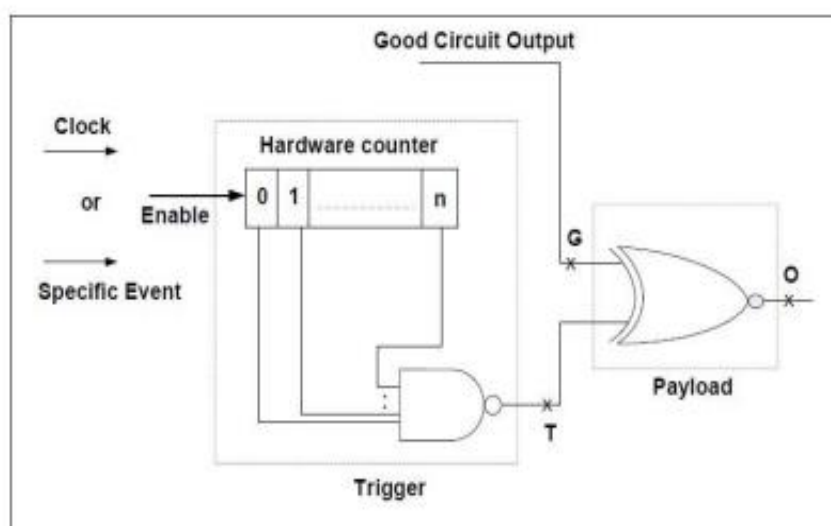 Good Circuit Output
Clock
or
Enable
Specific Event
Hardware counter
0 1 n
G
O
T
Payload
Trigger